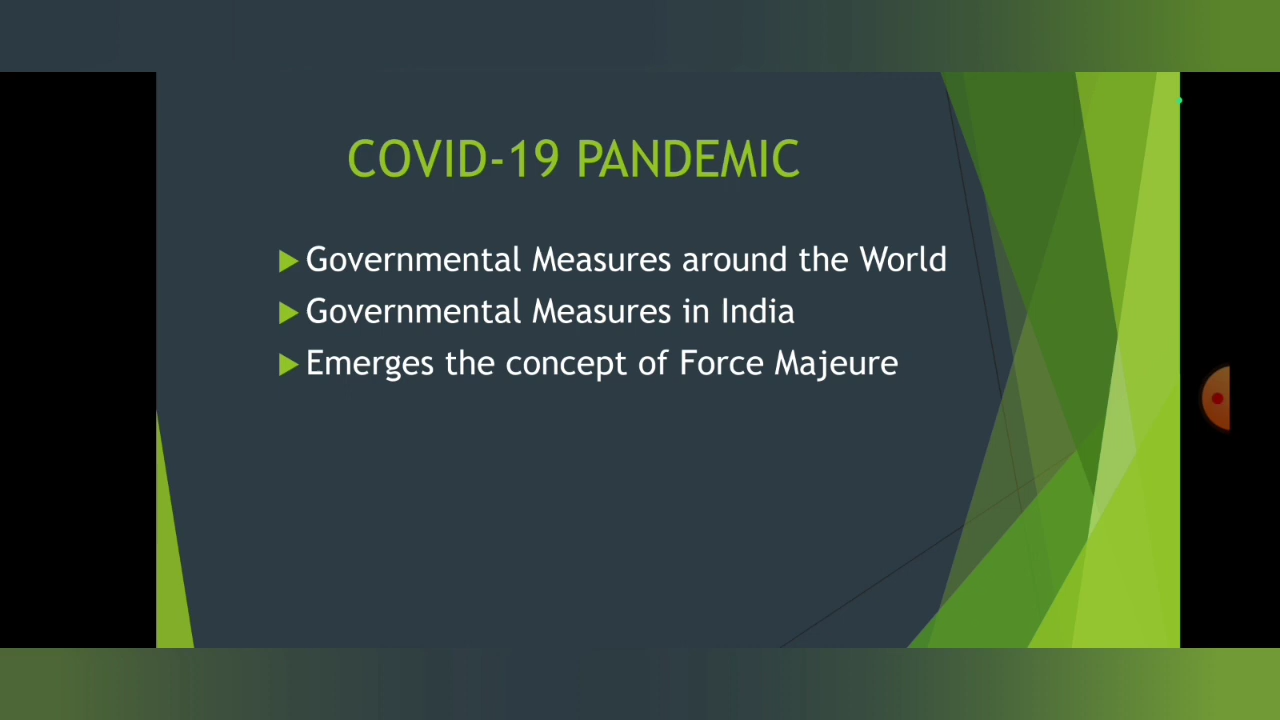 COVID-19 PANDEMIC
Governmental Measures around the World
Governmental Measures in India
Emerges the concept of Force Majeure